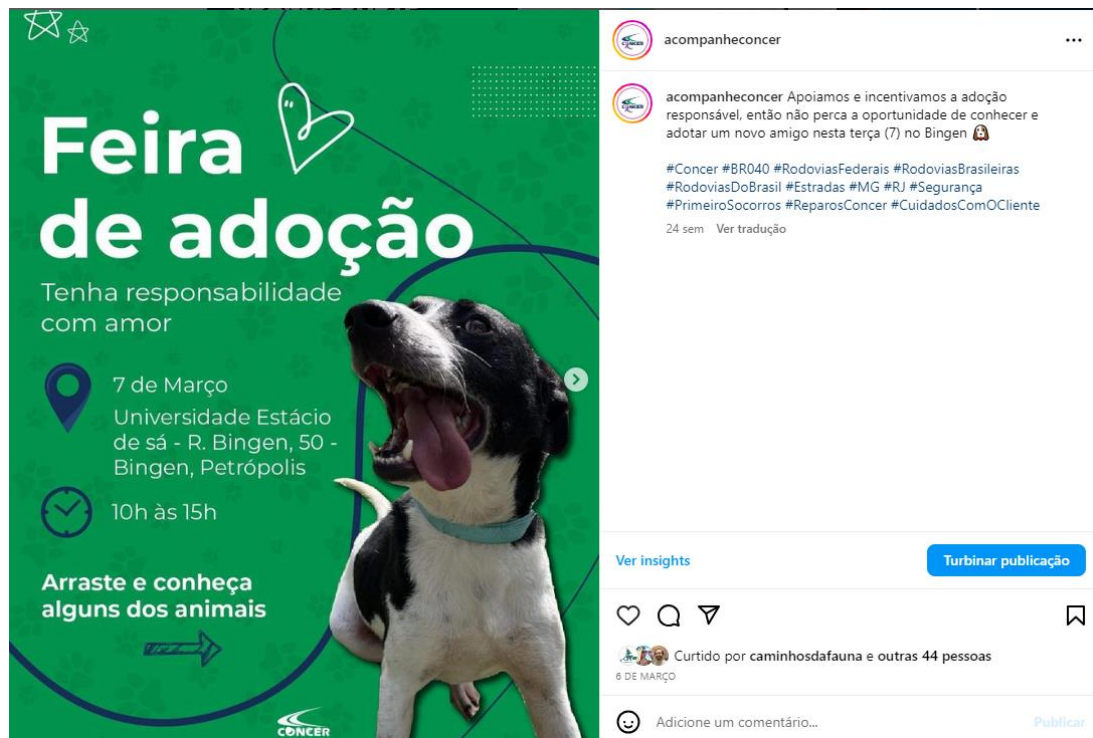 Feira
de adoção
Tenha responsabilidade
com amor
7 de Março
Universidade Estácio
de sá - R. Bingen, 50 -
Bingen, Petrópolis
10h às 15h
Arraste e conheça
alguns dos animais
CONCER
acompanheconcer
acompanheconcer Apoiamos e incentivamos a adoção
responsável, então não perca a oportunidade de conhecer e
adotar um novo amigo nesta terça (7) no Bingen
#Concer #BR040 #RodoviasFederais #RodoviasBrasileiras
#RodoviasDoBrasil #Estradas #MG #RJ #Segurança
#PrimeiroSocorros #ReparosConcer #CuidadosComOCliente
24 sem Ver tradução
Ver insights
Turbinar publicação
Curtido por caminhosdafauna e outras 44 pessoas
6 DE MARÇO
Adicione um comentário...
Publicar